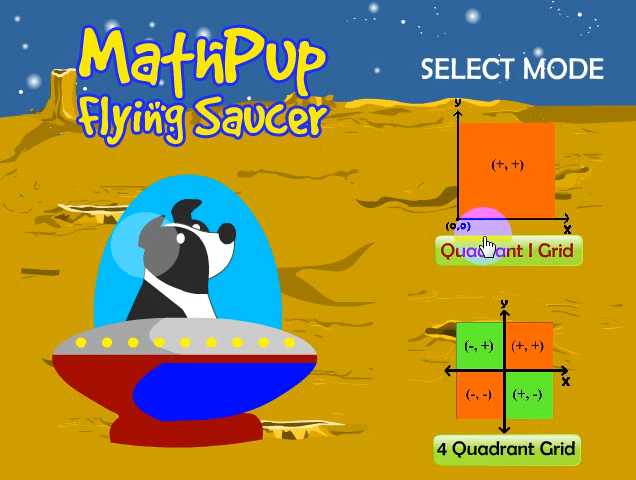 MathPup
Flying Saucer
SELECT MODE
y
(+, +)
(0,0)
x
Quadrant I Grid
y
(-, +) (+, +)
x
(-, -) (+, -)
4 Quadrant Grid